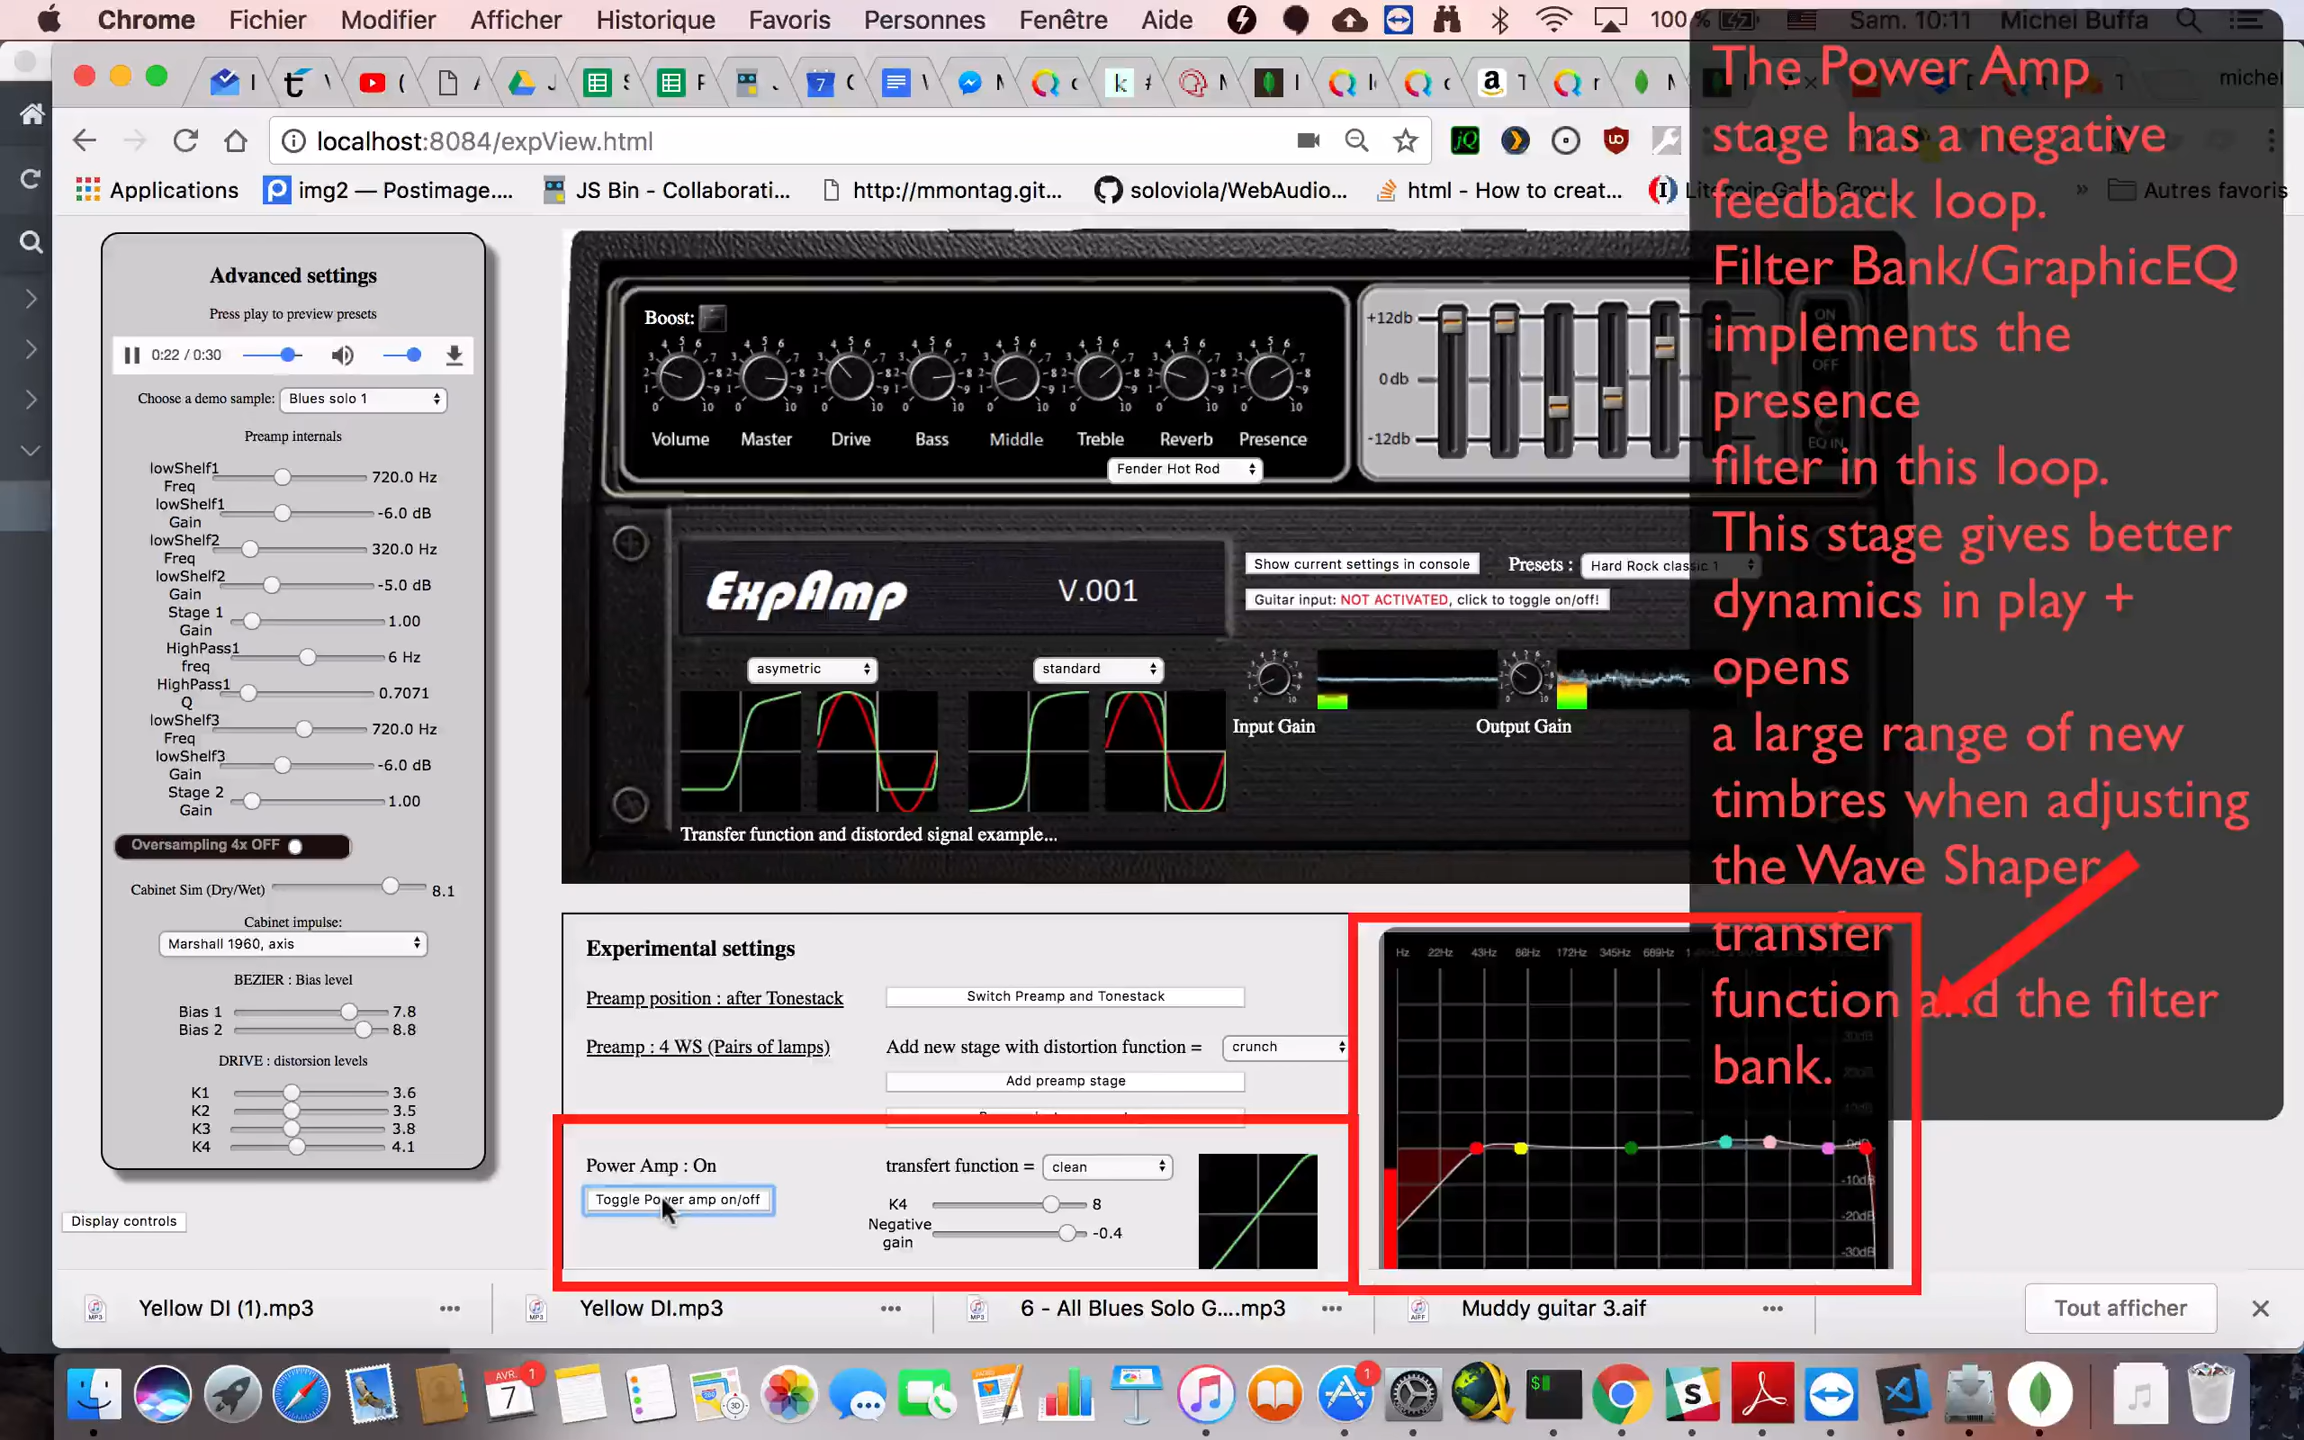 Chrome Fichier Modifier Afficher Historique Favoris Personnes Fenêtre Aide 100 % Sam. 10:11 Michel Buffa
michel
localhost:8084/expView.html
Applications img2 — Postimage.... JS Bin - Collaborati... http://mmontag.git... soloviola/WebAudio... html - How to creat... » Autres favoris
The Power Amp
stage has a negative
feedback loop.
Filter Bank/GraphicEQ
implements the
presence
filter in this loop.
This stage gives better
dynamics in play +
opens
a large range of new
timbres when adjusting
the Wave Shaper
transfer
function and the filter
bank.
Advanced settings
Press play to preview presets
0:22 / 0:30
Choose a demo sample: Blues solo 1
Preamp internals
lowShelf1 Freq 720.0 Hz
lowShelf1 Gain -6.0 dB
lowShelf2 Freq 320.0 Hz
lowShelf2 Gain -5.0 dB
Stage 1 Gain 1.00
HighPass1 freq 6 Hz
HighPass1 Q 0.7071
lowShelf3 Freq 720.0 Hz
lowShelf3 Gain -6.0 dB
Stage 2 Gain 1.00
Oversampling 4x OFF
Cabinet Sim (Dry/Wet) 8.1
Cabinet impulse:
Marshall 1960, axis
BEZIER : Bias level
Bias 1 7.8
Bias 2 8.8
DRIVE : distorsion levels
K1 3.6
K2 3.5
K3 3.8
K4 4.1
Display controls
Boost:
Volume Master Drive Bass Middle Treble Reverb Presence
Fender Hot Rod
+12db
0 db
-12db
ON
OFF
EQ IN
ExpAmp V.001
Show current settings in console Presets : Hard Rock classic 1
Guitar input: NOT ACTIVATED, click to toggle on/off!
asymetric standard
Input Gain Output Gain
Transfer function and distorded signal example...
Experimental settings
Preamp position : after Tonestack Switch Preamp and Tonestack
Preamp : 4 WS (Pairs of lamps) Add new stage with distortion function = crunch
Add preamp stage
Power Amp : On transfert function = clean
Toggle Power amp on/off
K4 8
Negative gain -0.4
Hz 22Hz 43Hz 86Hz 172Hz 345Hz 689Hz
0dB
-10dB
-20dB
-30dB
Yellow DI (1).mp3 Yellow DI.mp3 6 - All Blues Solo G....mp3 Muddy guitar 3.aif Tout afficher
AVR. 7